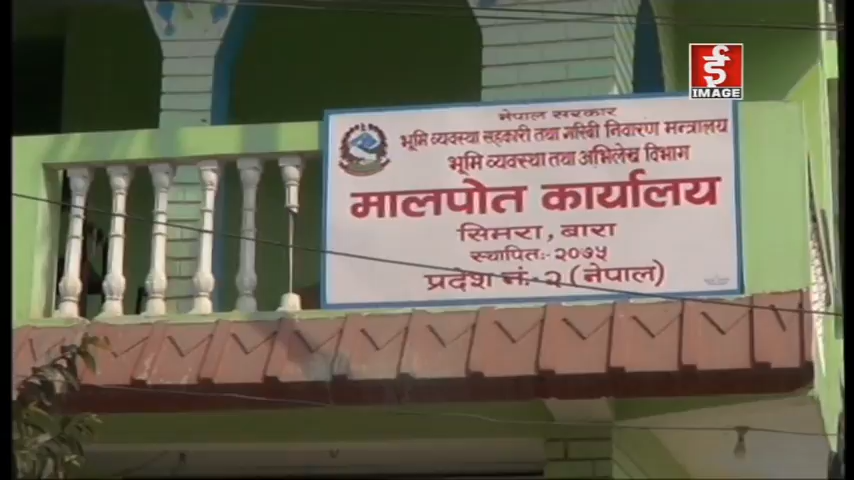 ई
IMAGE
नेपाल सरकार
भूमि व्यवस्था सहकारी तथा गरिबी निवारण मन्त्रालय
भूमि व्यवस्था तथा अभिलेख विभाग
मालपोत कार्यालय
सिमरा, बारा
स्थापितः- २०७५
प्रदेश नं.- २ (नेपाल)